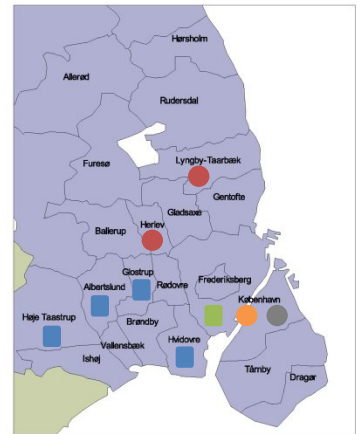 Hørsholm
Allerød
Rudersdal
Furesø
Lyngby-Taarbæk
Gentofte
Gladsaxe
Herlev
Ballerup
Glostrup
Rødovre
Frederiksberg
Albertslund
København
Høje Taastrup
Brøndby
Vallensbæk
Hvidovre
Ishøj
Tårnby
Dragør